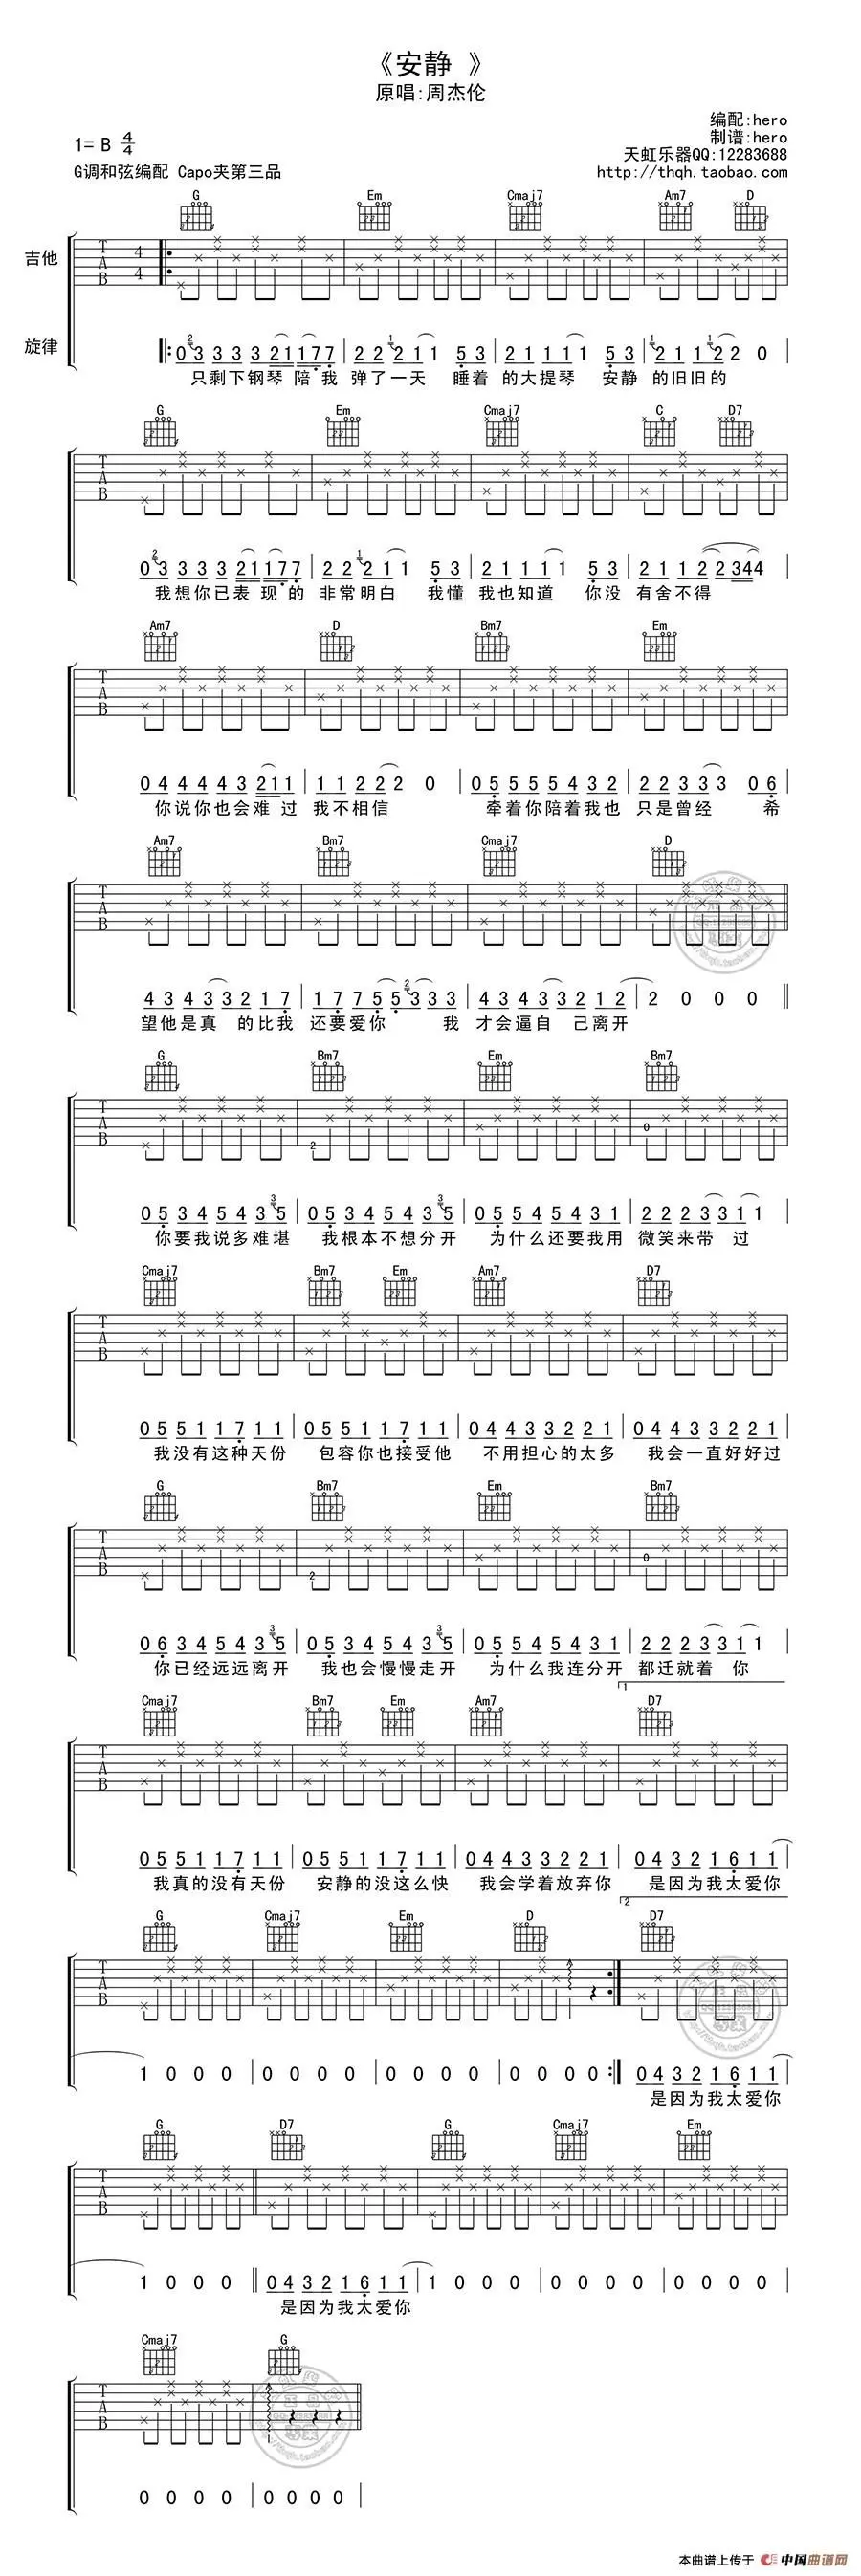 《安静 》
原唱:周杰伦
编配:hero
制谱:hero
1= B 4/4
天虹乐器QQ:12283688
G调和弦编配 Capo夹第三品
http://thqh.taobao.com
G Em Cmaj7 Am7 D
吉他 T A B 4 4
旋律 0 2 3 3 3 3 2 1 1 7 7 | 2 2 1 2 1 1 5 3 | 2 1 1 1 1 5 3 | 1 2 1 1 1 2 2 0 |
只剩下钢琴 陪 我 弹了一天 睡着 的大提琴 安静 的旧旧的
G Em Cmaj7 C D7
T A B
0 2 3 3 3 3 2 1 1 7 7 | 2 2 1 2 1 1 5 3 | 2 1 1 1 1 5 3 | 2 1 1 2 2 3 4 4 |
我想你已表 现 的 非常明白 我懂 我也知道 你没 有舍不得
Am7 D Bm7 Em
T A B
0 4 4 4 4 3 2 1 1 | 1 1 2 2 2 0 | 0 5 5 5 5 4 3 2 | 2 2 3 3 3 0 6 |
你说你也会难 过 我不相信 牵着你陪着我也 只是曾经 希
Am7 Bm7 Cmaj7 D
T A B
4 3 4 3 3 2 1 7 | 1 7 7 5 5 2 3 3 3 | 4 3 4 3 3 2 1 2 | 2 0 0 0 ||
望他是真 的比我 还要爱你 我 才会逼自 己离开
G Bm7 Em Bm7
T A B 2 0
0 5 3 4 5 4 3 3 5 | 0 5 3 4 5 4 3 3 5 | 0 5 5 4 5 4 3 1 | 2 2 2 3 3 1 1 |
你要我说多难堪 我根本不想分开 为什么还要我用 微笑来带 过
Cmaj7 Bm7 Em Am7 D7
T A B
0 5 5 1 1 7 1 1 | 0 5 5 1 1 7 1 1 | 0 4 4 3 3 2 2 1 | 0 4 4 3 3 2 2 1 |
我没有这种天份 包容你也接受他 不用担心的太多 我会一直好好过
G Bm7 Em Bm7
T A B 2 0
0 6 3 4 5 4 3 3 5 | 0 5 3 4 5 4 3 3 5 | 0 5 5 4 5 4 3 1 | 2 2 2 3 3 1 1 |
你已经远远离开 我也会慢慢走开 为什么我连分开 都迁就着 你
1
Cmaj7 Bm7 Em Am7 D7
T A B
0 5 5 1 1 7 1 1 | 0 5 5 1 1 7 1 1 | 0 4 4 3 3 2 2 1 | 0 4 3 2 1 6 1 1 |
我真的没有天份 安静的没这么快 我会学着放弃你 是因为我太爱你
2
G Cmaj7 Em D D7
T A B
1 0 0 0 | 0 0 0 0 | 0 0 0 0 | 0 0 0 0 :| 0 4 3 2 1 6 1 1
是因为我太爱你
G D7 G Cmaj7 Em
T A B
1 0 0 0 || 0 4 3 2 1 6 1 1 | 1 0 0 0 | 0 0 0 0 | 0 0 0 0 |
是因为我太爱你
Cmaj7 G
T A B
0 0 0 0 | 0 0 0 0 |
本曲谱上传于 中国曲谱网